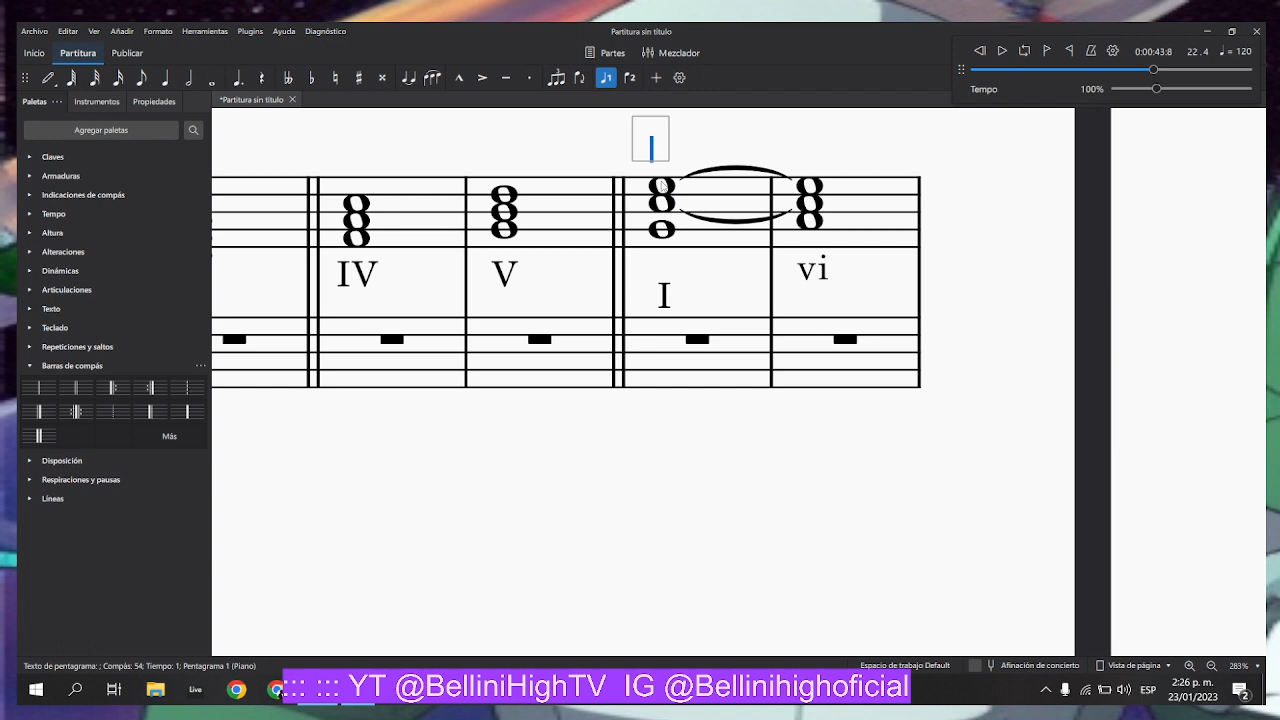 Archivo Editar Ver Añadir Formato Herramientas Plugins Ayuda Diagnóstico
Partitura sin título
Inicio Partitura Publicar
Partes Mezclador
0:00:43:8 22 . 4 = 120
Tempo 100%
Paletas Instrumentos Propiedades
*Partitura sin título
Agregar paletas
Claves
Armaduras
Indicaciones de compás
Tempo
Altura
Alteraciones
Dinámicas
Articulaciones
Texto
Teclado
Repeticiones y saltos
Barras de compás
Más
Disposición
Respiraciones y pausas
Líneas
IV V I vi
Texto de pentagrama: ; Compás: 54; Tiempo: 1; Pentagrama 1 (Piano)
Espacio de trabajo Default Afinación de concierto Vista de página 283%
Live
YT @BelliniHighTV IG @Bellinihighoficial
ESP
2:26 p. m.
23/01/2023
2